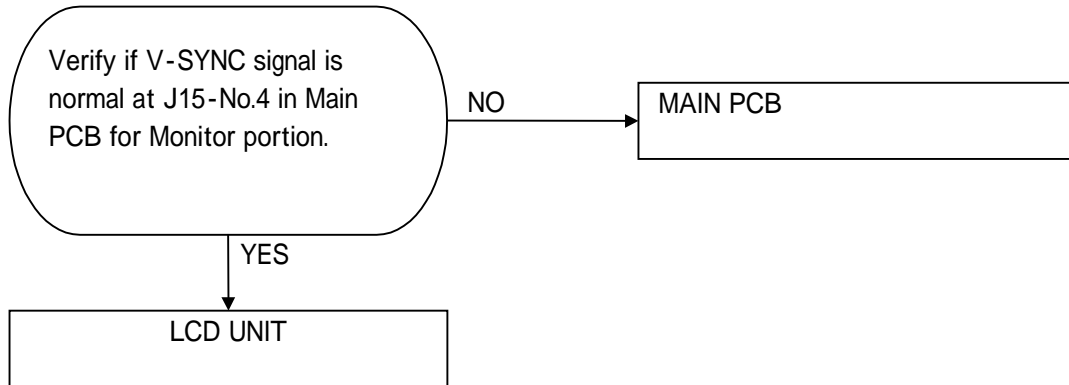 Verify if V-SYNC signal is
normal at J15-No.4 in Main
PCB for Monitor portion.
NO
MAIN PCB
YES
LCD UNIT